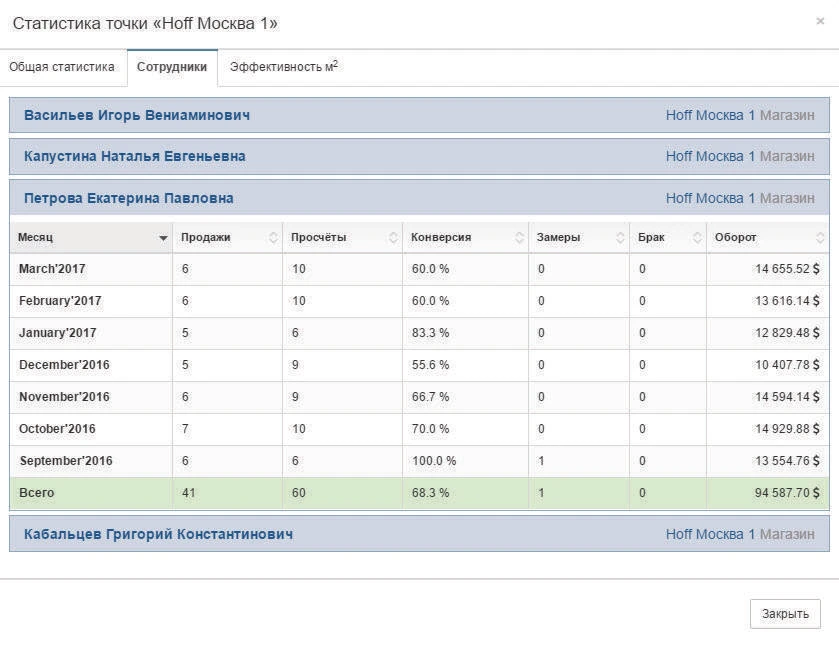 Статистика точки «Hoff Москва 1» ×
Общая статистика Сотрудники Эффективность м²
Васильев Игорь Вениаминович Hoff Москва 1 Магазин
Капустина Наталья Евгеньевна Hoff Москва 1 Магазин
Петрова Екатерина Павловна Hoff Москва 1 Магазин
Месяц Продажи Просчёты Конверсия Замеры Брак Оборот
March'2017 6 10 60.0 % 0 0 14 655.52 $
February'2017 6 10 60.0 % 0 0 13 616.14 $
January'2017 5 6 83.3 % 0 0 12 829.48 $
December'2016 5 9 55.6 % 0 0 10 407.78 $
November'2016 6 9 66.7 % 0 0 14 594.14 $
October'2016 7 10 70.0 % 0 0 14 929.88 $
September'2016 6 6 100.0 % 1 0 13 554.76 $
Всего 41 60 68.3 % 1 0 94 587.70 $
Кабальцев Григорий Константинович Hoff Москва 1 Магазин
Закрыть